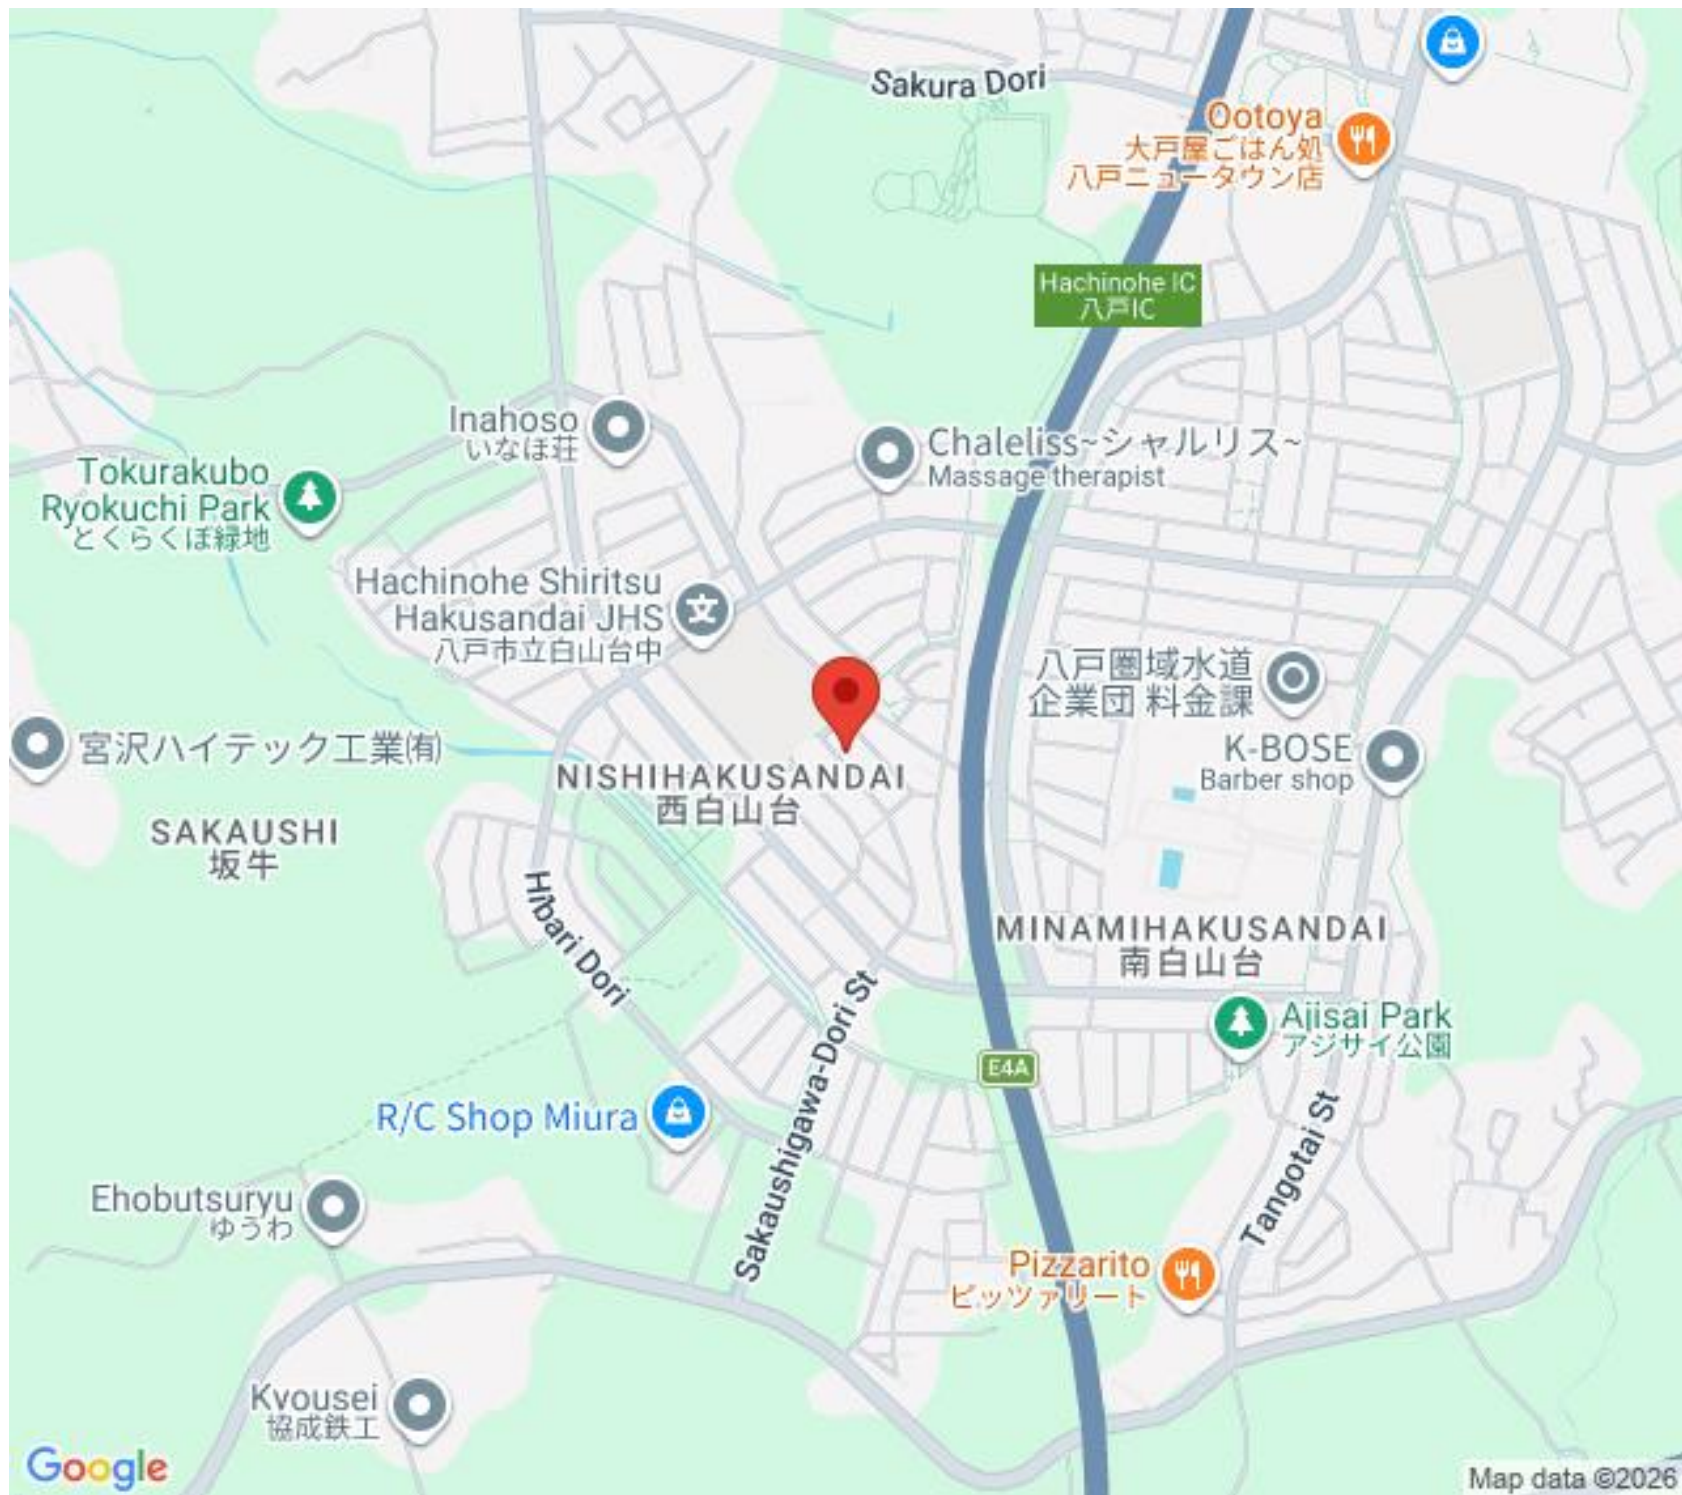 Sakura Dori
Ootoya
大戸屋ごはん処
八戸ニュータウン店
Hachinohe IC
八戸IC
Inahoso
いなほ荘
Chaleliss~シャルリス~
Massage therapist
Tokurakubo
Ryokuchi Park
とくらくぼ緑地
Hachinohe Shiritsu
Hakusandai JHS
八戸市立白山台中
八戸圏域水道
企業団 料金課
宮沢ハイテック工業㈲
K-BOSE
Barber shop
NISHIHAKUSANDAI
西白山台
SAKAUSHI
坂牛
Hibari Dori
MINAMIHAKUSANDAI
南白山台
Sakaushigawa-Dori St
Ajisai Park
アジサイ公園
E4A
R/C Shop Miura
Tangotai St
Ehobutsuryu
ゆうわ
Pizzarito
ピッツァリート
Kyousei
協成鉄工
Google
Map data ©2026